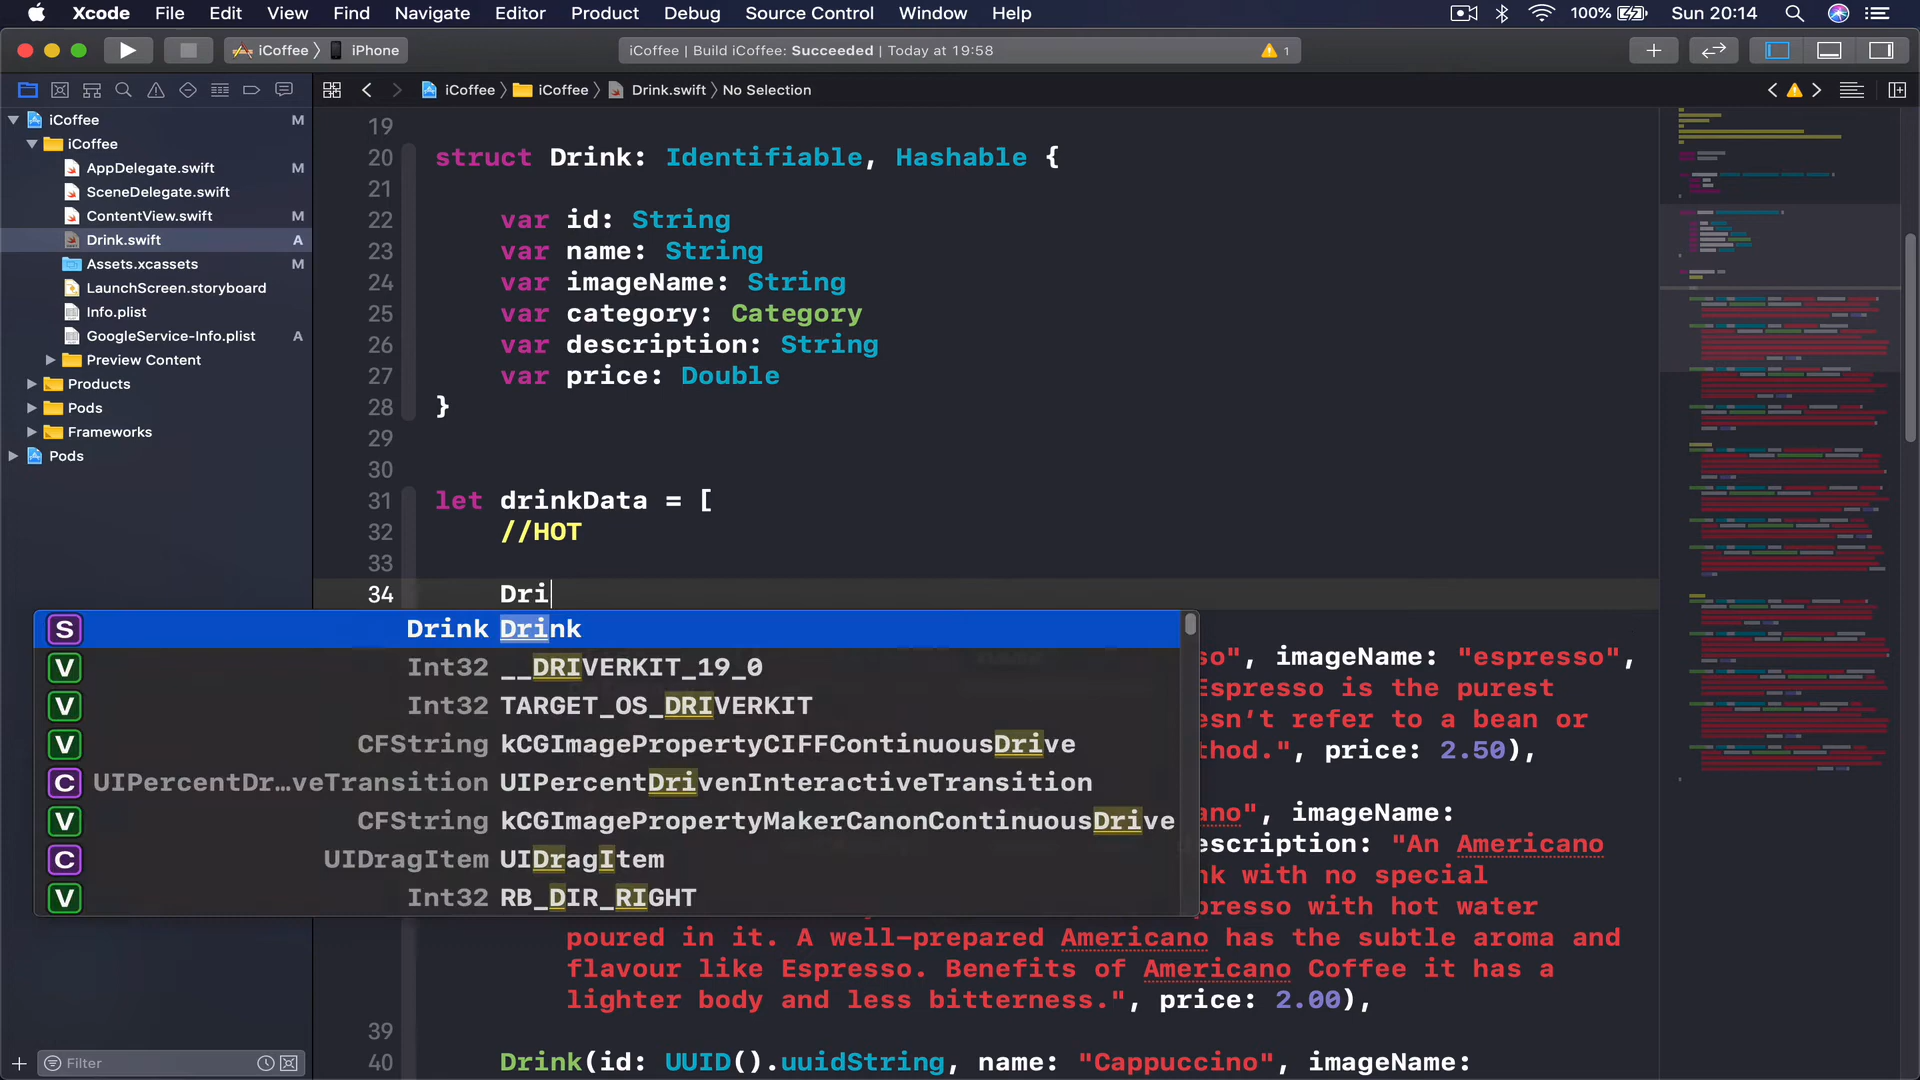 Xcode File Edit View Find Navigate Editor Product Debug Source Control Window Help 100% Sun 20:14
iCoffee iPhone iCoffee | Build iCoffee: Succeeded | Today at 19:58 1
iCoffee iCoffee Drink.swift No Selection
iCoffee M
iCoffee
AppDelegate.swift M
SceneDelegate.swift
ContentView.swift M
Drink.swift A
Assets.xcassets M
LaunchScreen.storyboard
Info.plist
GoogleService-Info.plist A
Preview Content
Products
Pods
Frameworks
Pods
Filter
19
20 struct Drink: Identifiable, Hashable {
21
22 var id: String
23 var name: String
24 var imageName: String
25 var category: Category
26 var description: String
27 var price: Double
28 }
29
30
31 let drinkData = [
32 //HOT
33
34 Dri
S Drink Drink
V Int32 __DRIVERKIT_19_0
V Int32 TARGET_OS_DRIVERKIT
V CFString kCGImagePropertyCIFFContinuousDrive
C UIPercentDr…veTransition UIPercentDrivenInteractiveTransition
V CFString kCGImagePropertyMakerCanonContinuousDrive
C UIDragItem UIDragItem
V Int32 RB_DIR_RIGHT
so", imageName: "espresso",
Espresso is the purest
esn’t refer to a bean or
thod.", price: 2.50),
ano", imageName:
escription: "An Americano
nk with no special
presso with hot water
poured in it. A well-prepared Americano has the subtle aroma and
flavour like Espresso. Benefits of Americano Coffee it has a
lighter body and less bitterness.", price: 2.00),
39
40 Drink(id: UUID().uuidString, name: "Cappuccino", imageName: